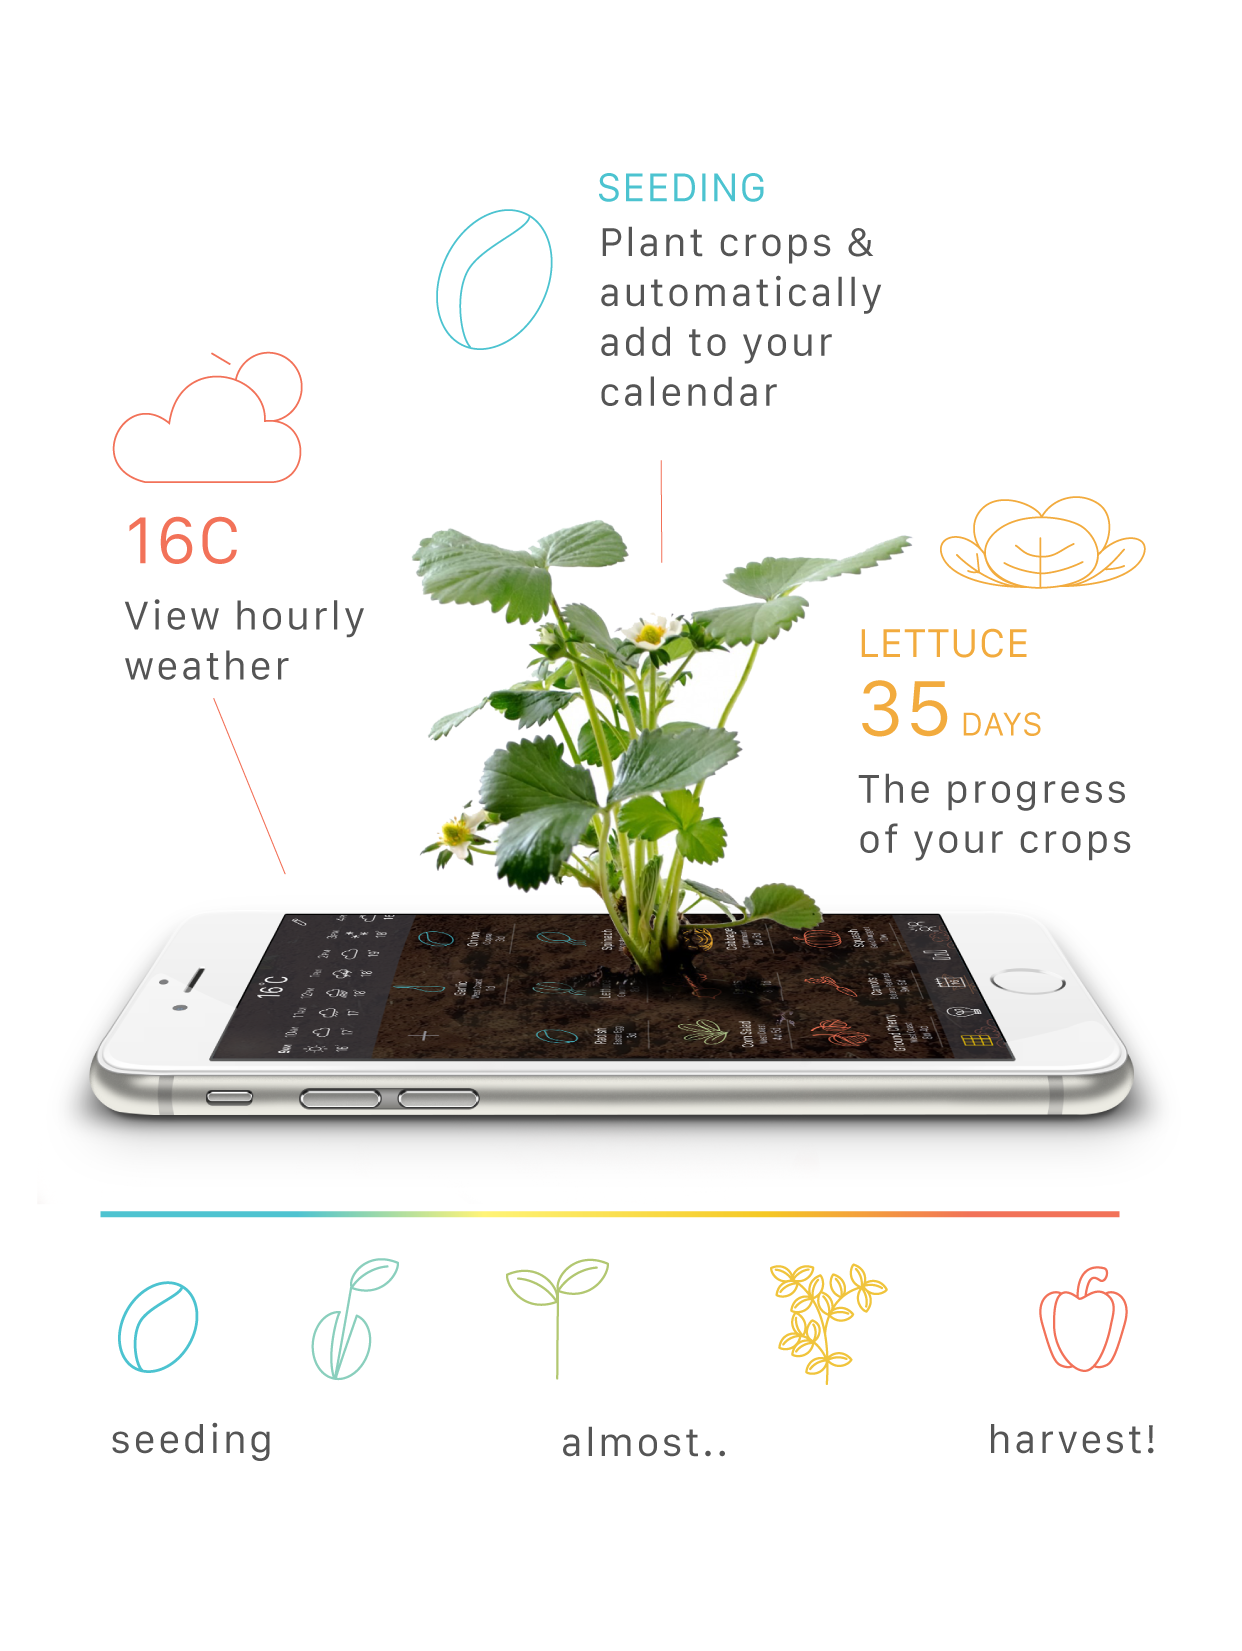 SEEDING
Plant crops &
automatically
add to your
calendar
16C
View hourly
weather
LETTUCE
35 DAYS
The progress
of your crops
16°C
Onion
Spinach
Cabbage
Squash
Garlic
Carrots
Radish
Corn Salad
Ground Cherry
seeding
almost..
harvest!